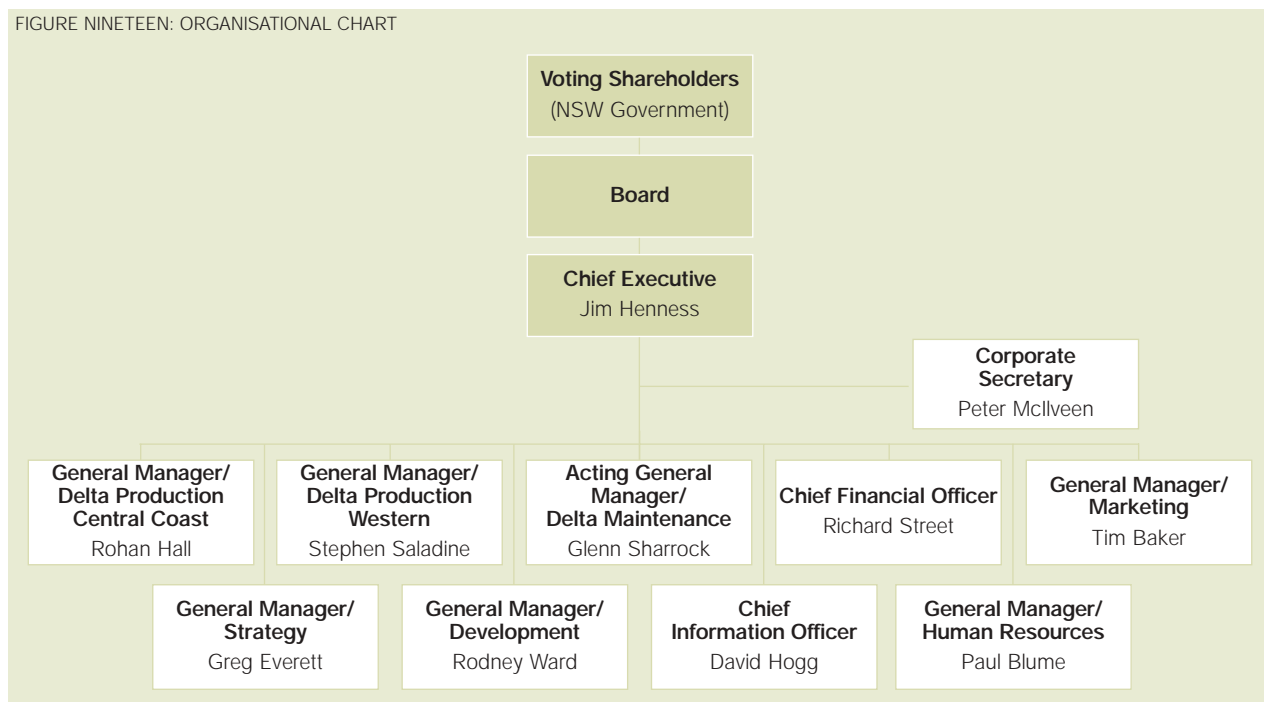 FIGURE NINETEEN: ORGANISATIONAL CHART
Voting Shareholders
(NSW Government)
Board
Chief Executive
Jim Henness
Corporate
Secretary
Peter McIlveen
General Manager/
Delta Production
Central Coast
Rohan Hall
General Manager/
Delta Production
Western
Stephen Saladine
Acting General
Manager/
Delta Maintenance
Glenn Sharrock
Chief Financial Officer
Richard Street
General Manager/
Marketing
Tim Baker
General Manager/
Strategy
Greg Everett
General Manager/
Development
Rodney Ward
Chief
Information Officer
David Hogg
General Manager/
Human Resources
Paul Blume